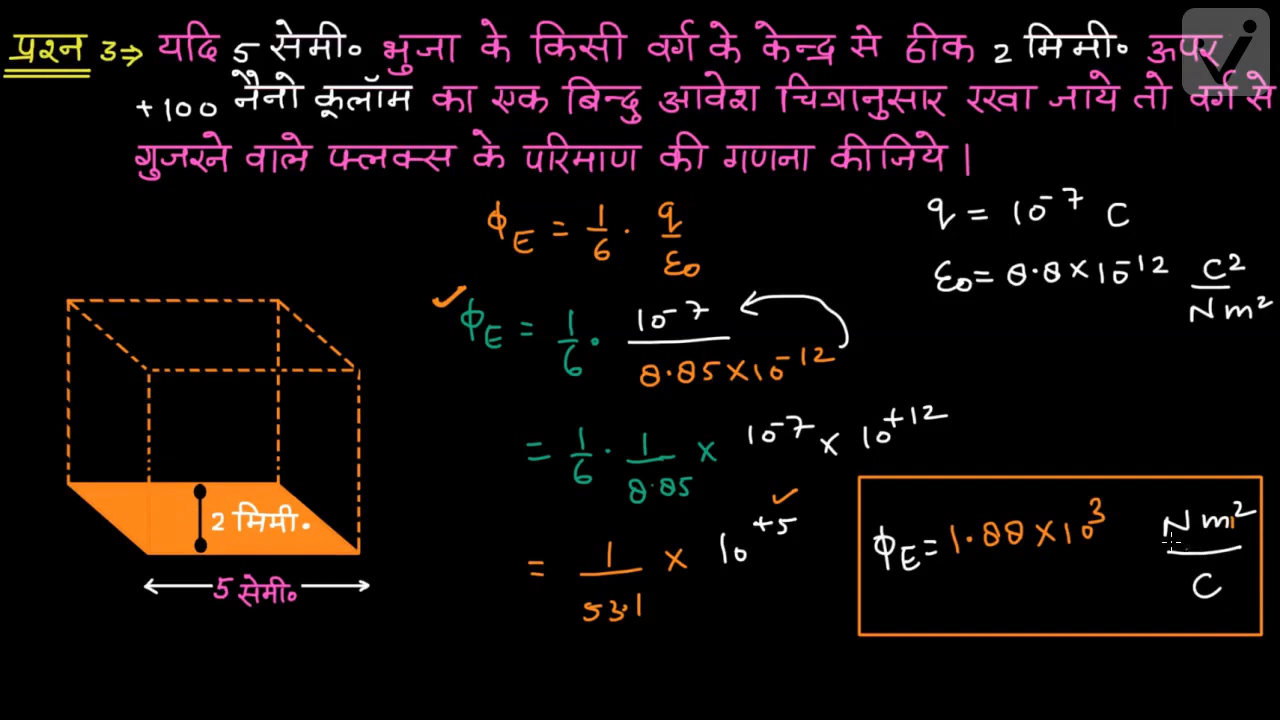 प्रश्न 3→ यदि 5 सेमी॰ भुजा के किसी वर्ग के केन्द्र से ठीक 2 मिमी॰ ऊपर
+100 नैनो कूलॉम का एक बिन्दु आवेश चित्रानुसार रखा जाये तो वर्ग से
गुजरने वाले फ्लक्स के परिमाण की गणना कीजिये।
ϕE = 1/6 · q/ε0
q = 10^-7 C
ε0 = 8.8 × 10^-12 C²/Nm²
ϕE = 1/6 · 10^-7/8.85×10^-12
= 1/6 · 1/8.85 × 10^-7 × 10^+12
= 1/53.1 × 10^+5
ϕE = 1.88 × 10^3 Nm²/C
2 मिमी॰
5 सेमी॰